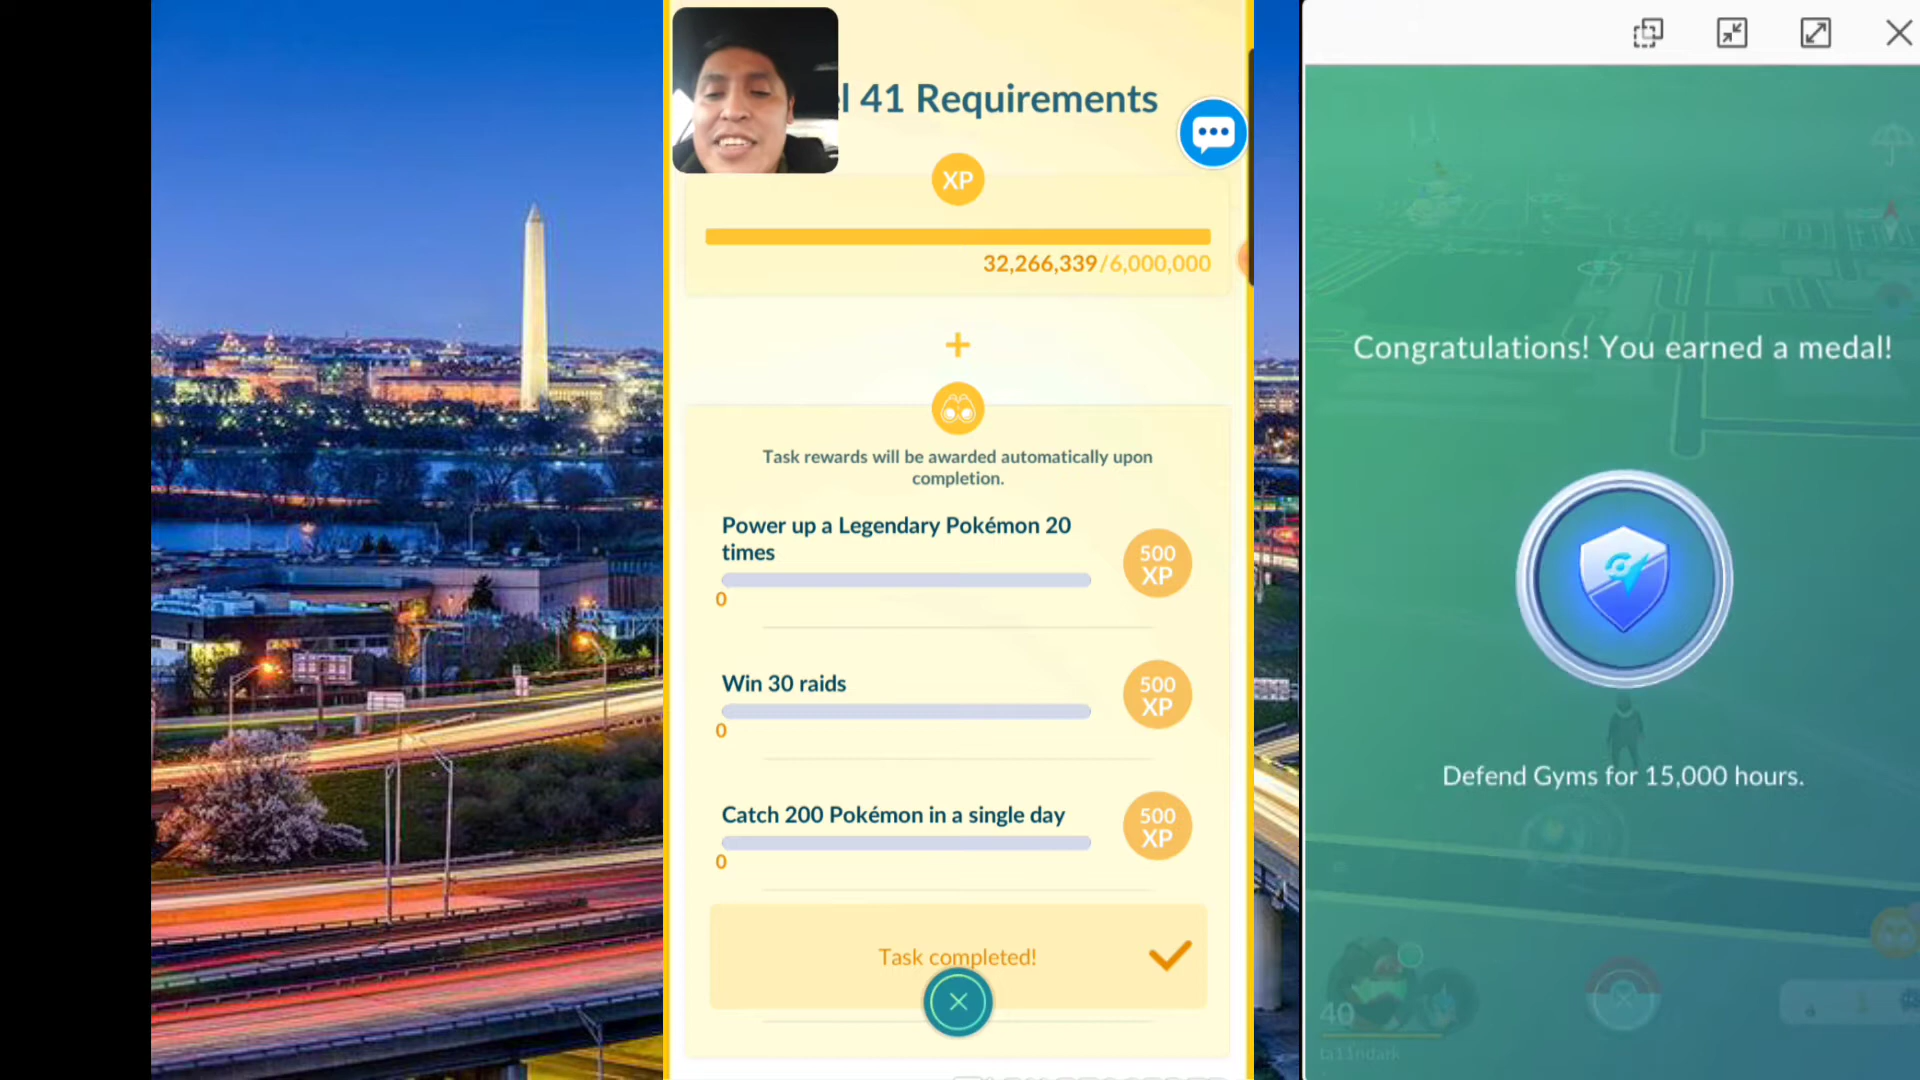 l 41 Requirements
XP
32,266,339/6,000,000
+
Task rewards will be awarded automatically upon
completion.
Power up a Legendary Pokémon 20
times
500
XP
0
Win 30 raids
500
XP
0
Catch 200 Pokémon in a single day
500
XP
0
Task completed!
Congratulations! You earned a medal!
Defend Gyms for 15,000 hours.
40